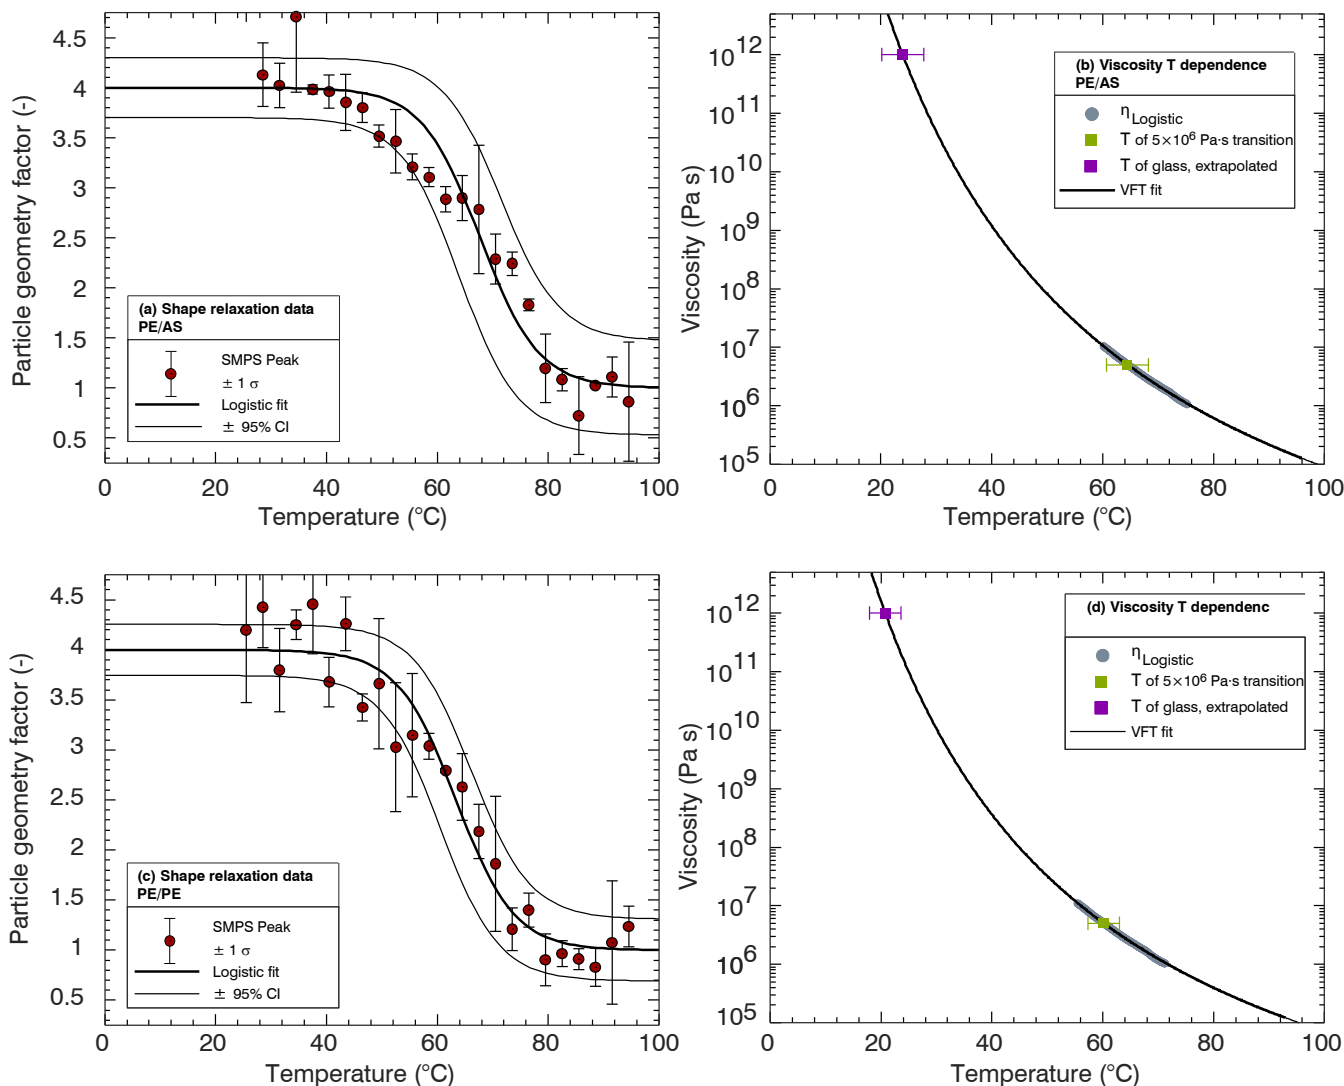 4.5
4
3.5
3
2.5
2
1.5
1
0.5
0
20
40
60
80
100
Particle geometry factor (-)
Temperature (°C)
(a) Shape relaxation data
PE/AS
SMPS Peak
± 1 σ
Logistic fit
± 95% CI
10¹²
10¹¹
10¹⁰
10⁹
10⁸
10⁷
10⁶
10⁵
0
20
40
60
80
100
Viscosity (Pa s)
Temperature (°C)
(b) Viscosity T dependence
PE/AS
ηLogistic
T of 5×10⁶ Pa·s transition
T of glass, extrapolated
VFT fit
4.5
4
3.5
3
2.5
2
1.5
1
0.5
0
20
40
60
80
100
Particle geometry factor (-)
Temperature (°C)
(c) Shape relaxation data
PE/PE
SMPS Peak
± 1 σ
Logistic fit
± 95% CI
10¹²
10¹¹
10¹⁰
10⁹
10⁸
10⁷
10⁶
10⁵
0
20
40
60
80
100
Viscosity (Pa s)
Temperature (°C)
(d) Viscosity T dependenc
ηLogistic
T of 5×10⁶ Pa·s transition
T of glass, extrapolated
VFT fit